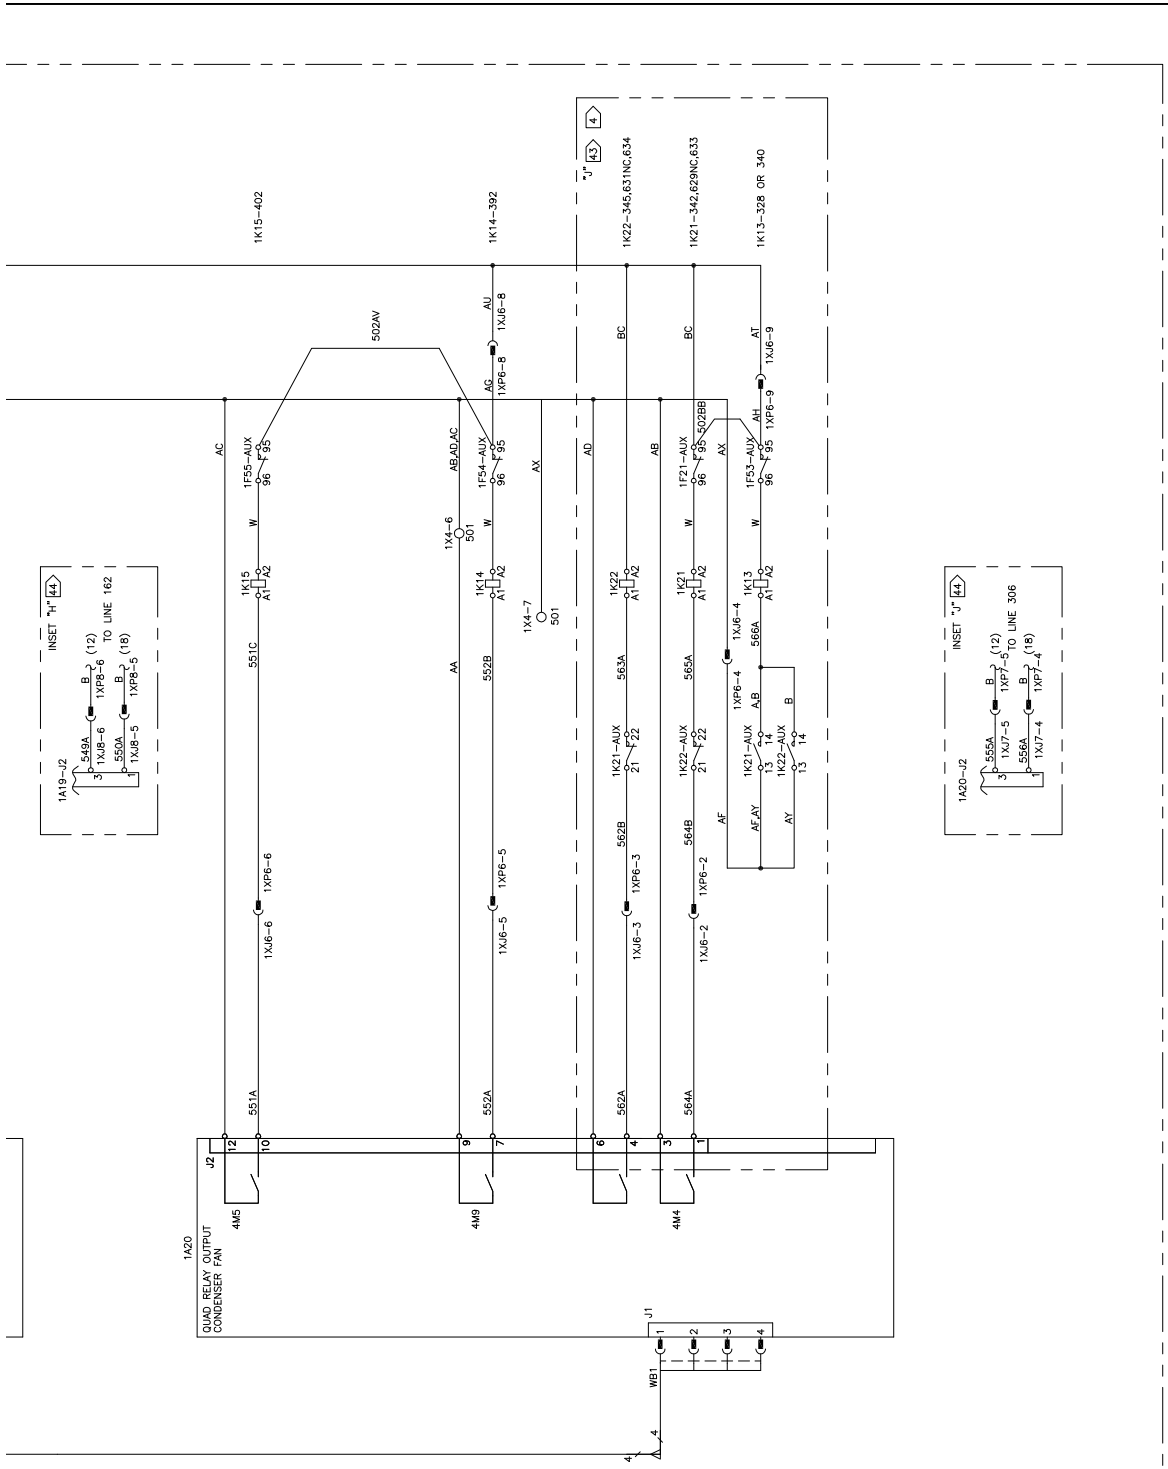 1K15-402
1K14-392
"J"
43
4
1K22-345,631NC,634
1K21-342,629NC,633
1K13-328 OR 340
502AV
AU
1XJ6-8
AG
1XP6-8
BC
BC
AT
1XJ6-9
AH
1XP6-9
502BB
AC
1F55-AUX
95
96
AB,AD,AC
1F54-AUX
95
96
AX
AD
AB
1F21-AUX
95
96
AX
1F53-AUX
95
96
W
1X4-6
501
W
W
W
1K15
A2
A1
1K14
A2
A1
1X4-7
501
1K22
A2
A1
1K21
A2
A1
1K13
A2
A1
INSET "H"
44
TO LINE 162
(12)
(18)
B
1XP8-6
B
1XP8-5
549A
1XJ8-6
550A
1XJ8-5
1A19-J2
3
1
551C
AA
552B
563A
565A
1XJ6-4
1XP6-4
566A
A,B
B
1K21-AUX
22
21
1K22-AUX
22
21
1K21-AUX
14
13
1K22-AUX
14
13
562B
564B
AF
AF,AY
AY
INSET "J"
44
TO LINE 306
(12)
(18)
B
1XP7-5
B
1XP7-4
555A
1XJ7-5
556A
1XJ7-4
1A20-J2
3
1
1XP6-6
1XJ6-6
1XP6-5
1XJ6-5
1XP6-3
1XJ6-3
1XP6-2
1XJ6-2
551A
552A
562A
564A
J2
12
10
9
7
6
4
3
1
4M5
4M9
4M4
1A20
QUAD RELAY OUTPUT
CONDENSER FAN
J1
1
2
3
4
WB1
4
4